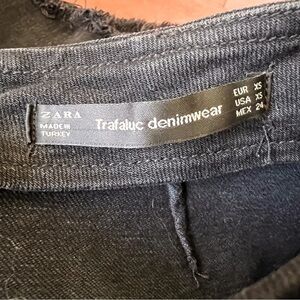 ZARA
MADE IN
TURKEY
Trafaluc denimwear
EUR XS
USA XS
MEX 24